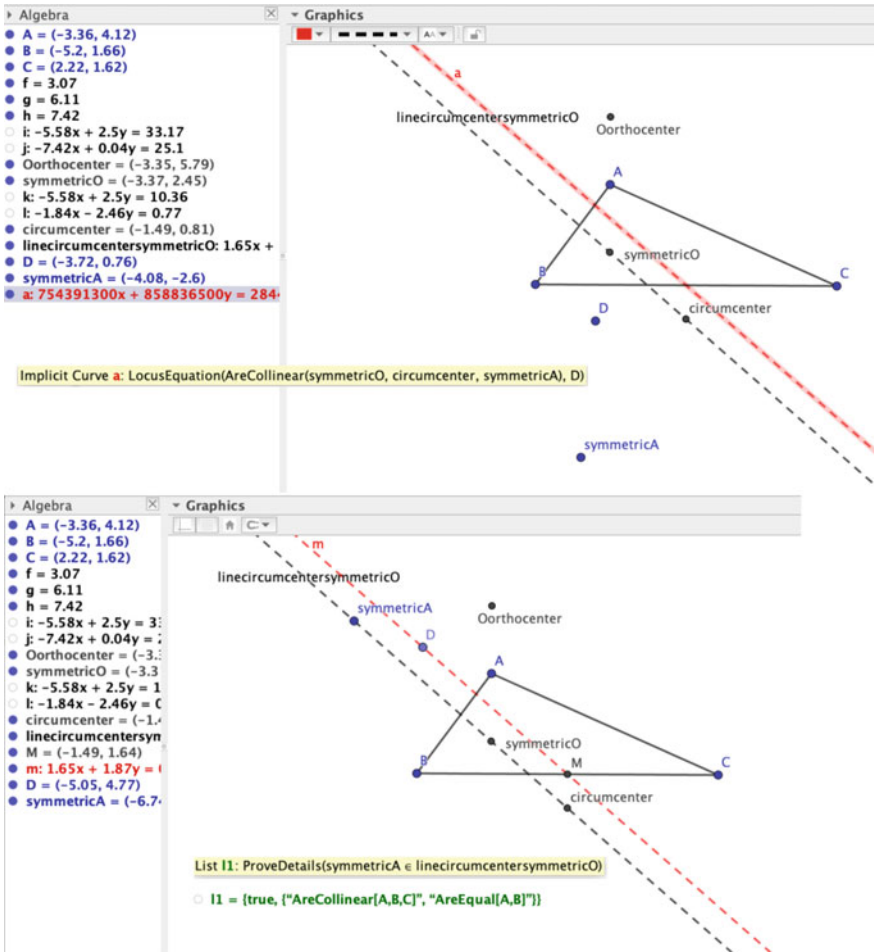 Algebra
Graphics
A = (-3.36, 4.12)
B = (-5.2, 1.66)
C = (2.22, 1.62)
f = 3.07
g = 6.11
h = 7.42
i: -5.58x + 2.5y = 33.17
j: -7.42x + 0.04y = 25.1
Oorthocenter = (-3.35, 5.79)
symmetricO = (-3.37, 2.45)
k: -5.58x + 2.5y = 10.36
l: -1.84x - 2.46y = 0.77
circumcenter = (-1.49, 0.81)
linecircumcentersymmetricO: 1.65x +
D = (-3.72, 0.76)
symmetricA = (-4.08, -2.6)
a: 754391300x + 858836500y = 284
AA
a
linecircumcentersymmetricO
Oorthocenter
A
symmetricO
B
C
D
circumcenter
Implicit Curve a: LocusEquation(AreCollinear(symmetricO, circumcenter, symmetricA), D)
symmetricA
Algebra
Graphics
A = (-3.36, 4.12)
B = (-5.2, 1.66)
C = (2.22, 1.62)
f = 3.07
g = 6.11
h = 7.42
i: -5.58x + 2.5y = 33
j: -7.42x + 0.04y = 2
Oorthocenter = (-3.3
symmetricO = (-3.3
k: -5.58x + 2.5y = 1
l: -1.84x - 2.46y = 0
circumcenter = (-1.4
linecircumcentersym
M = (-1.49, 1.64)
m: 1.65x + 1.87y =
D = (-5.05, 4.77)
symmetricA = (-6.74
m
linecircumcentersymmetricO
symmetricA
Oorthocenter
D
A
symmetricO
B
M
C
circumcenter
List l1: ProveDetails(symmetricA ∈ linecircumcentersymmetricO)
l1 = {true, {"AreCollinear[A,B,C]", "AreEqual[A,B]"}}